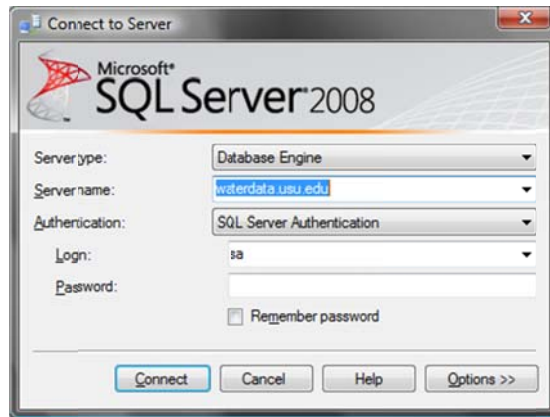 Connect to Server
Microsoft®
SQL Server® 2008
Server type: Database Engine
Server name: waterdata.usu.edu
Authentication: SQL Server Authentication
Login: sa
Password:
Remember password
Connect Cancel Help Options >>